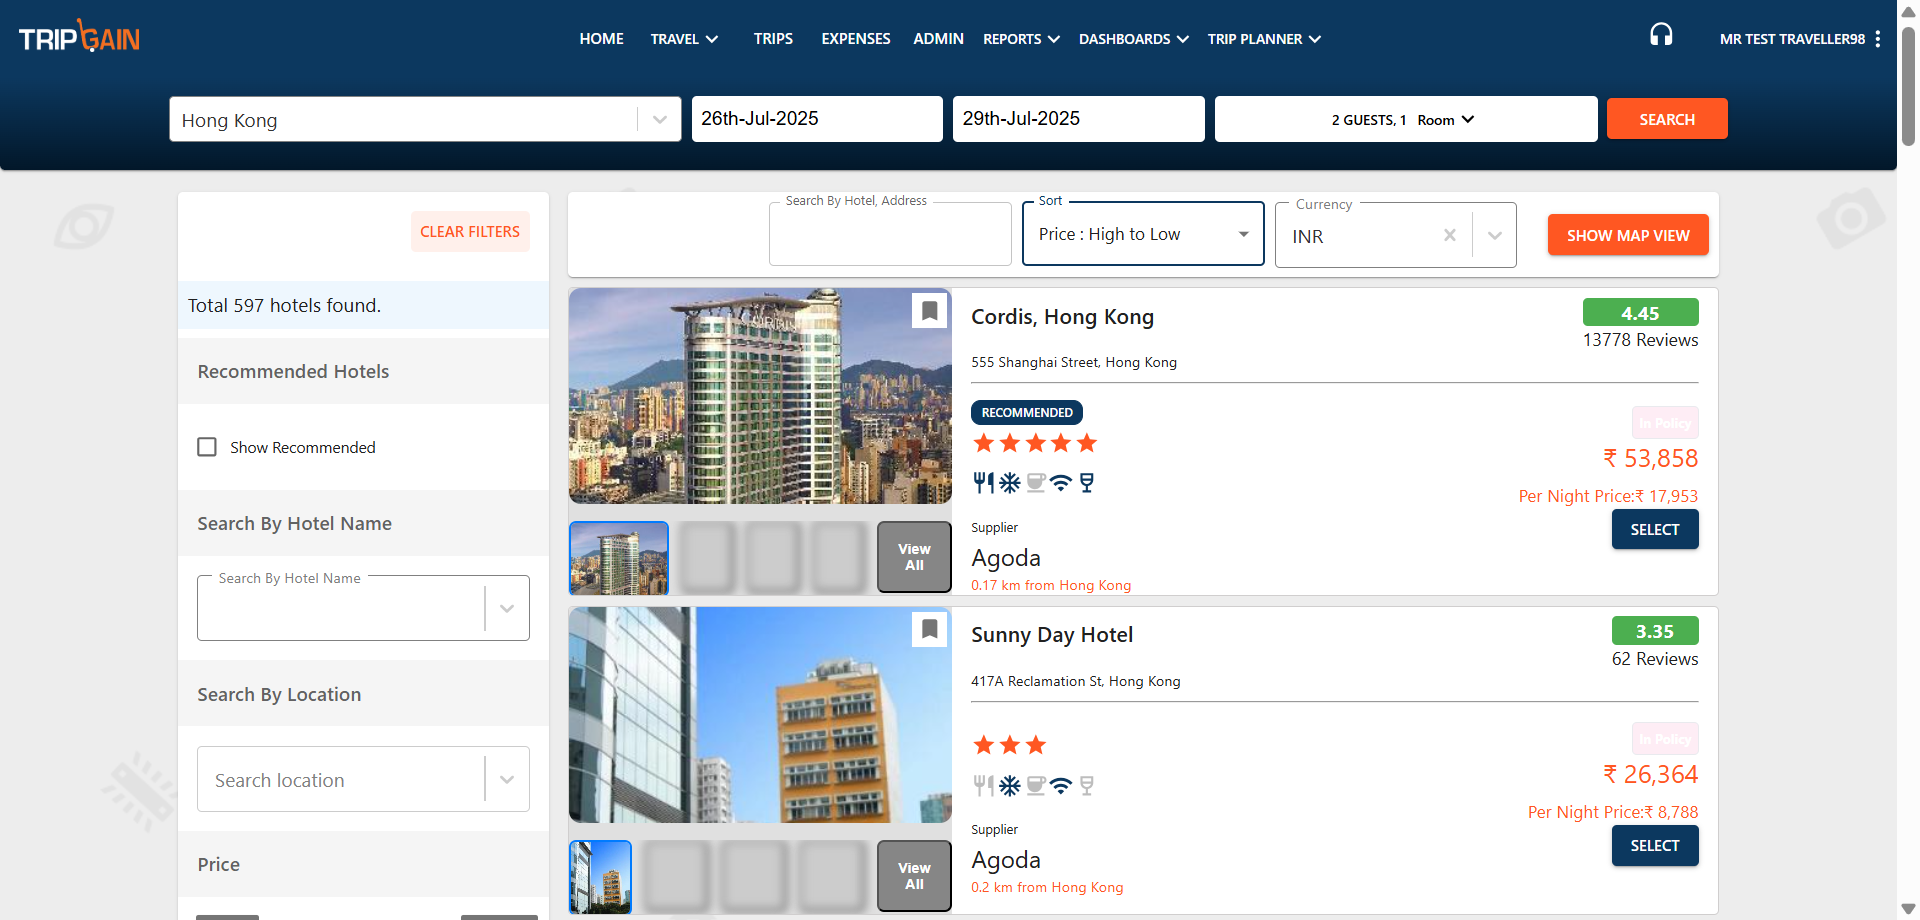 TRIPGAIN
HOME
TRAVEL
TRIPS
EXPENSES
ADMIN
REPORTS
DASHBOARDS
TRIP PLANNER
MR TEST TRAVELLER98
Hong Kong
26th-Jul-2025
29th-Jul-2025
2 GUESTS, 1 Room
SEARCH
CLEAR FILTERS
Total 597 hotels found.
Recommended Hotels
Show Recommended
Search By Hotel Name
Search By Hotel Name
Search By Location
Search location
Price
Search By Hotel, Address
Sort
Price : High to Low
Currency
INR
SHOW MAP VIEW
CORDIS
Cordis, Hong Kong
4.45
13778 Reviews
555 Shanghai Street, Hong Kong
RECOMMENDED
In Policy
₹ 53,858
Per Night Price:₹ 17,953
SELECT
Supplier
Agoda
0.17 km from Hong Kong
View
All
Sunny Day Hotel
3.35
62 Reviews
417A Reclamation St, Hong Kong
In Policy
₹ 26,364
Per Night Price:₹ 8,788
SELECT
Supplier
Agoda
0.2 km from Hong Kong
View
All